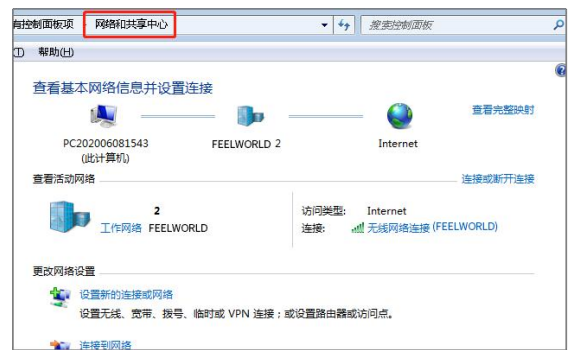 有控制面板项 网络和共享中心 搜索控制面板
(T) 帮助(H)
查看基本网络信息并设置连接
查看完整映射
PC202006081543 FEELWORLD 2 Internet
(此计算机)
查看活动网络 连接或断开连接
2 访问类型: Internet
工作网络 FEELWORLD 连接: 无线网络连接 (FEELWORLD)
更改网络设置
设置新的连接或网络
设置无线、宽带、拨号、临时或 VPN 连接；或设置路由器或访问点。
连接到网络